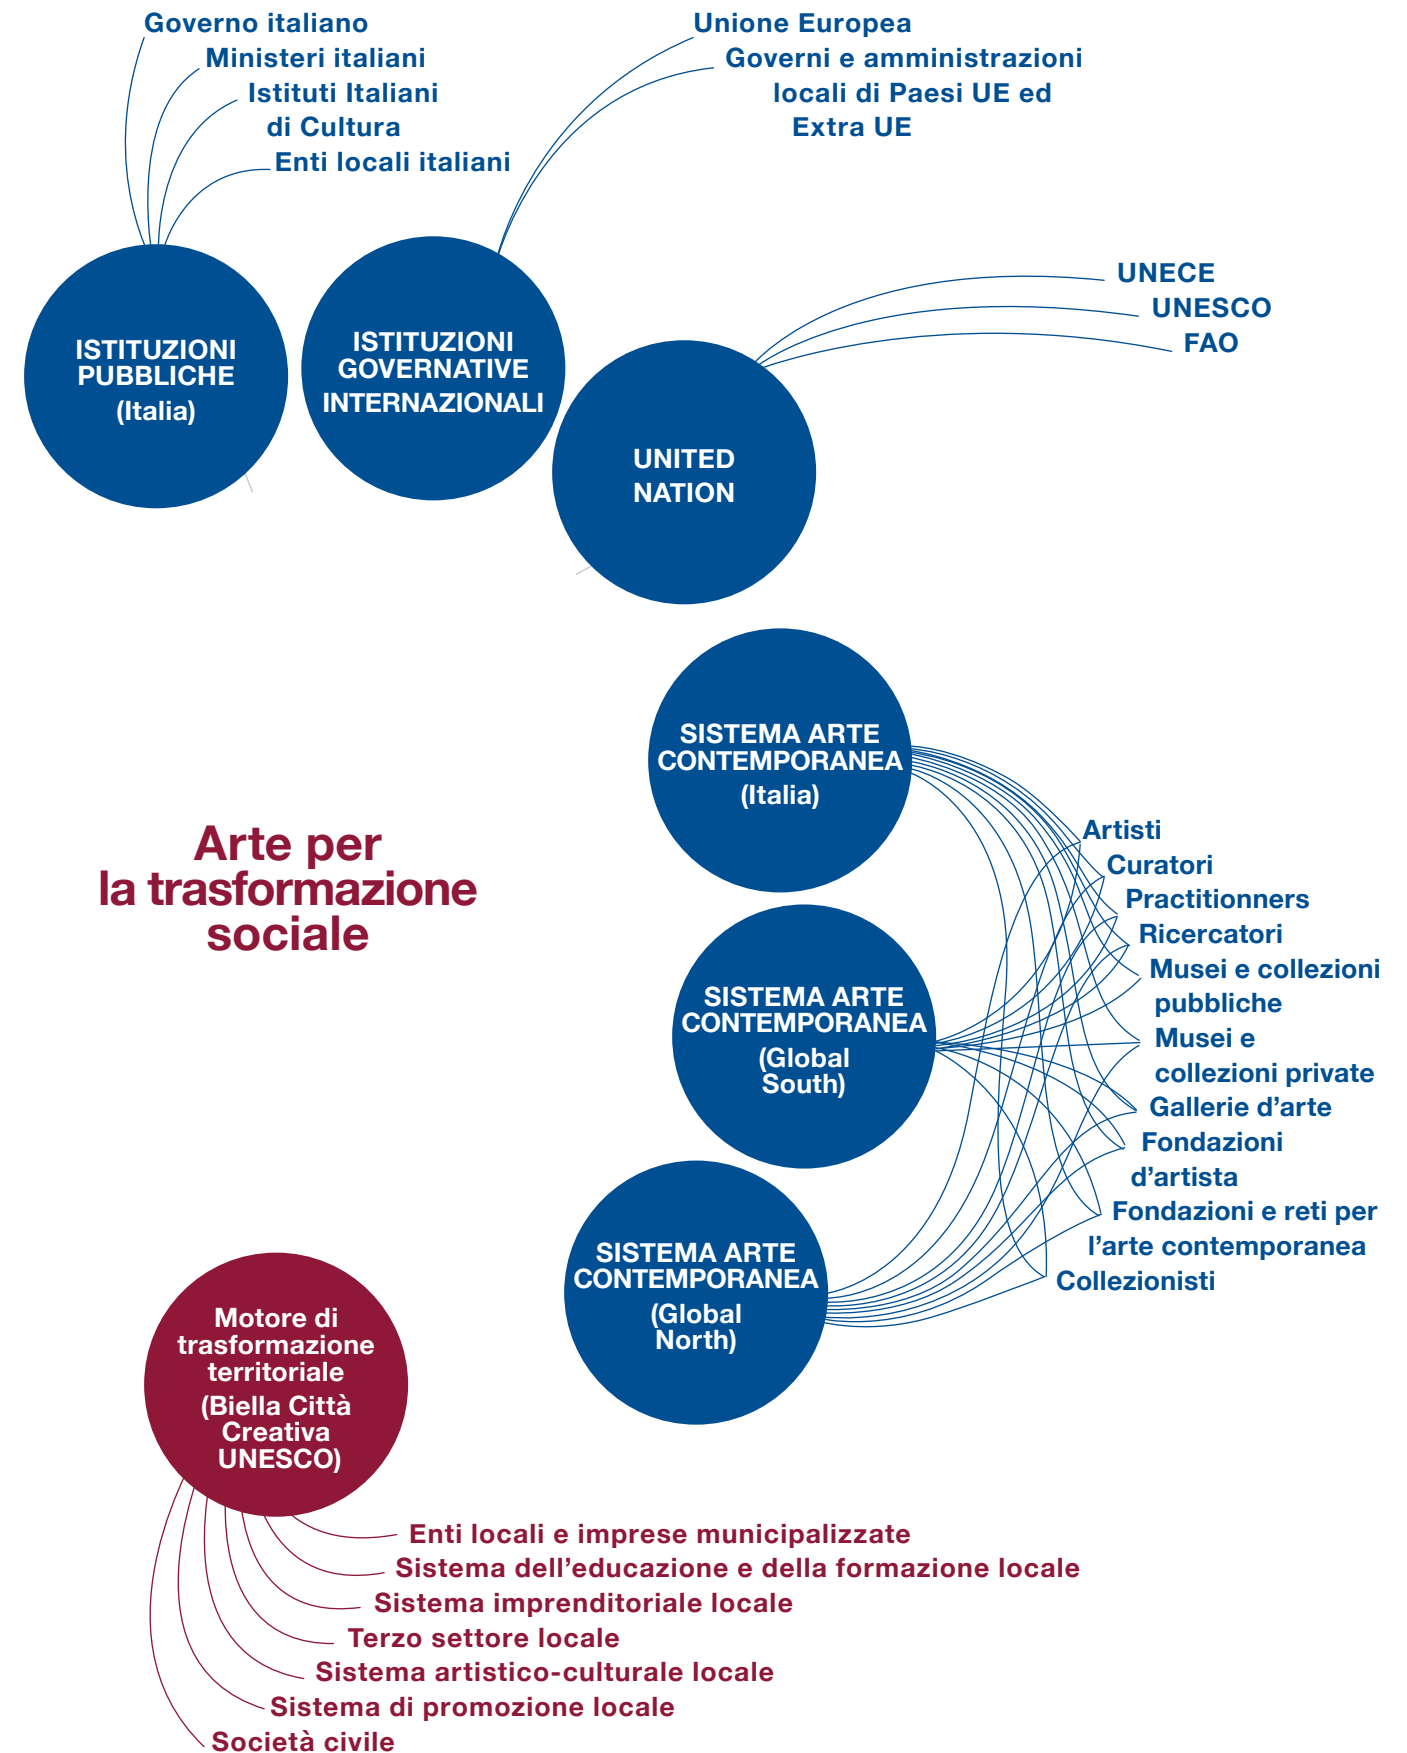 Governo italiano
Ministeri italiani
Istituti Italiani
di Cultura
Enti locali italiani
Unione Europea
Governi e amministrazioni
locali di Paesi UE ed
Extra UE
ISTITUZIONI
PUBBLICHE
(Italia)
ISTITUZIONI
GOVERNATIVE
INTERNAZIONALI
UNECE
UNESCO
FAO
UNITED
NATION
SISTEMA ARTE
CONTEMPORANEA
(Italia)
Arte per
la trasformazione
sociale
SISTEMA ARTE
CONTEMPORANEA
(Global
South)
SISTEMA ARTE
CONTEMPORANEA
(Global
North)
Artisti
Curatori
Practitionners
Ricercatori
Musei e collezioni
pubbliche
Musei e
collezioni private
Gallerie d’arte
Fondazioni
d’artista
Fondazioni e reti per
l’arte contemporanea
Collezionisti
Motore di
trasformazione
territoriale
(Biella Città
Creativa
UNESCO)
Enti locali e imprese municipalizzate
Sistema dell’educazione e della formazione locale
Sistema imprenditoriale locale
Terzo settore locale
Sistema artistico-culturale locale
Sistema di promozione locale
Società civile